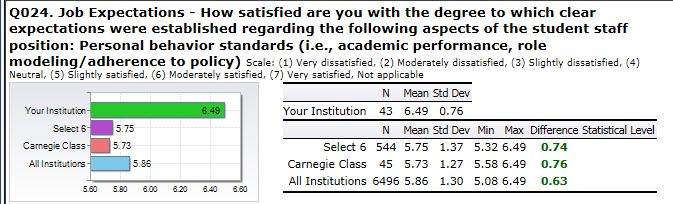 Q024. Job Expectations - How satisfied are you with the degree to which clear
expectations were established regarding the following aspects of the student staff
position: Personal behavior standards (i.e., academic performance, role
modeling/adherence to policy) Scale: (1) Very dissatisfied, (2) Moderately dissatisfied, (3) Slightly dissatisfied, (4)
Neutral, (5) Slightly satisfied, (6) Moderately satisfied, (7) Very satisfied, Not applicable
Your Institution 6.49
Select 6 5.75
Carnegie Class 5.73
All Institutions 5.86
5.60 5.80 6.00 6.20 6.40 6.60
N Mean Std Dev
Your Institution 43 6.49 0.76
N Mean Std Dev Min Max Difference Statistical Level
Select 6 544 5.75 1.37 5.32 6.49 0.74
Carnegie Class 45 5.73 1.27 5.58 6.49 0.76
All Institutions 6496 5.86 1.30 5.08 6.49 0.63